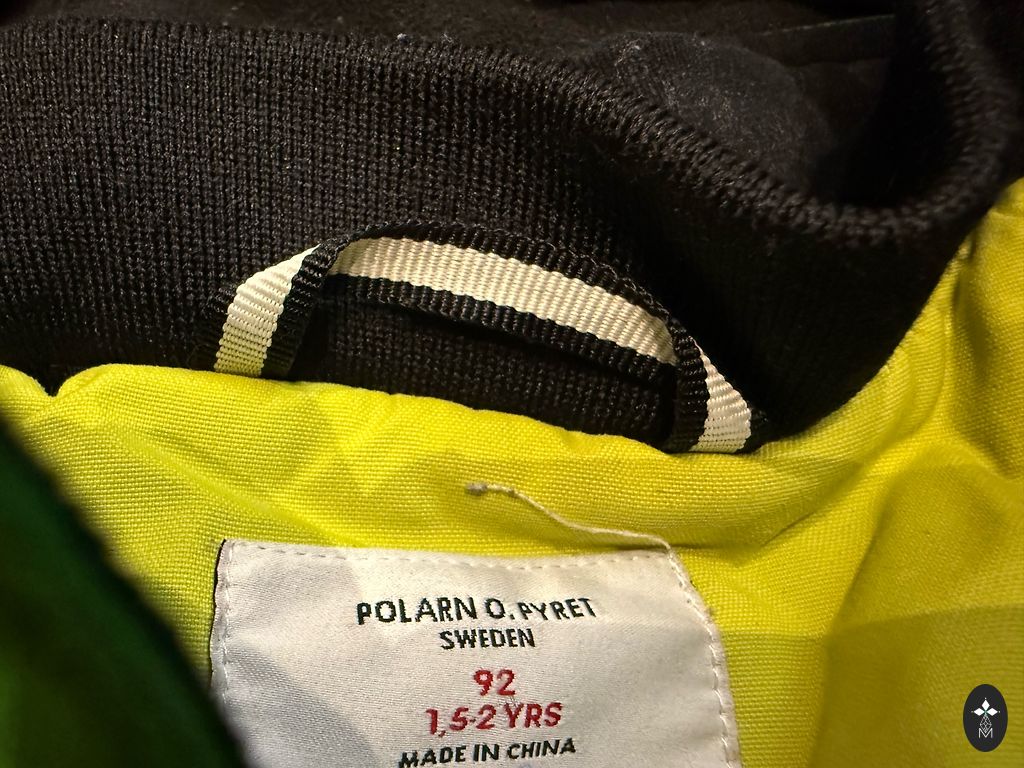 POLARN O. PYRET
SWEDEN
92
1,5-2 YRS
MADE IN CHINA
M